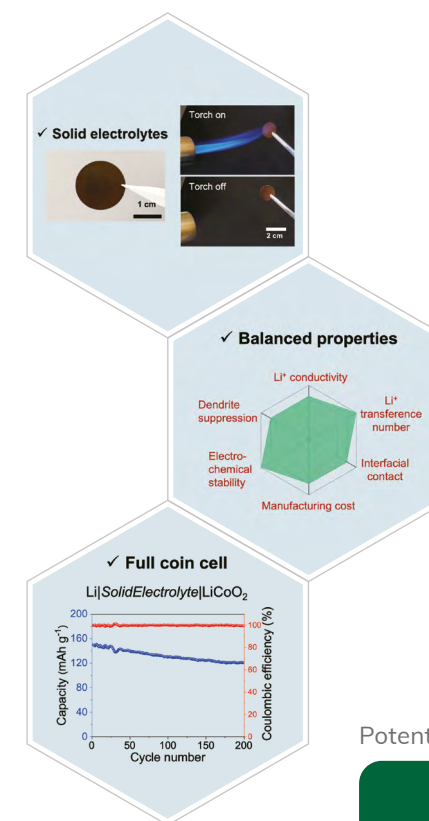 ✓ Solid electrolytes
Torch on
Torch off
1 cm
2 cm
✓ Balanced properties
Li⁺ conductivity
Dendrite
suppression
Li⁺
transference
number
Electro-
chemical
stability
Interfacial
contact
Manufacturing cost
✓ Full coin cell
Li|SolidElectrolyte|LiCoO₂
Capacity (mAh g⁻¹)
200
160
120
80
40
0
100
80
60
40
20
0
Coulombic efficiency (%)
0
50
100
150
200
Cycle number
Potent